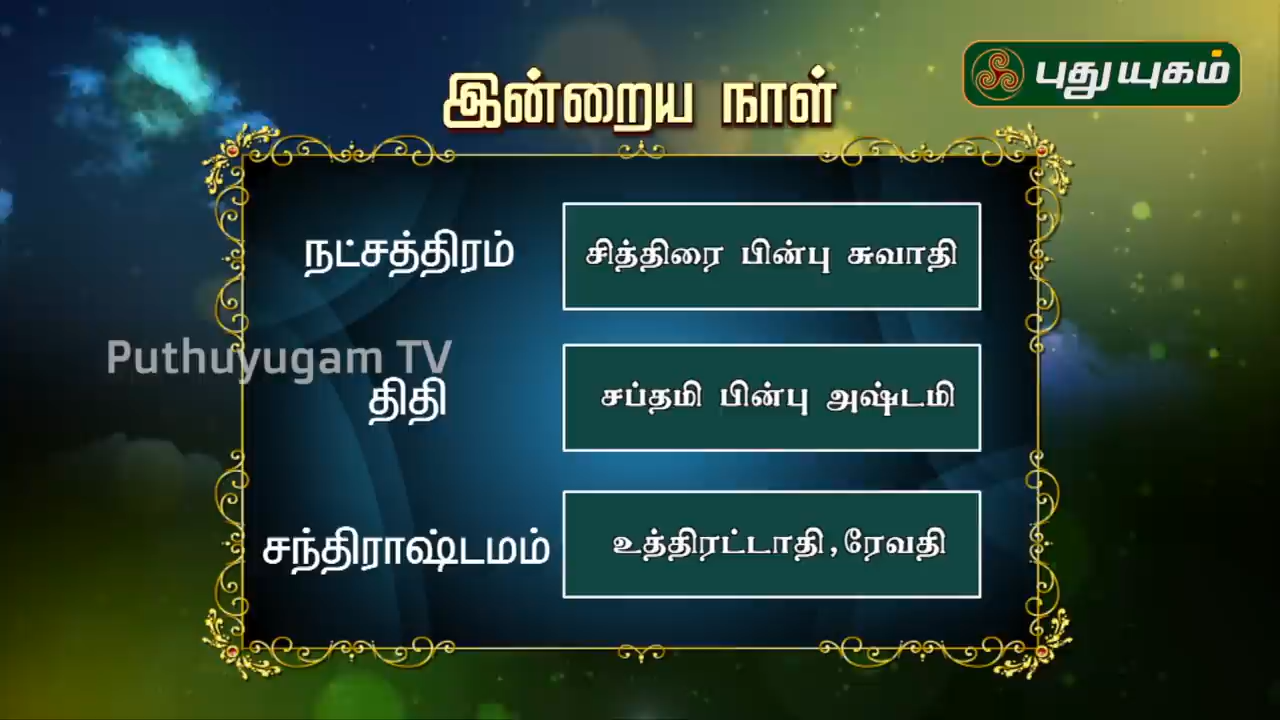 இன்றைய நாள்
புதுயுகம்
நட்சத்திரம்
சித்திரை பின்பு சுவாதி
Puthuyugam TV
திதி
சப்தமி பின்பு அஷ்டமி
சந்திராஷ்டமம்
உத்திரட்டாதி,ரேவதி